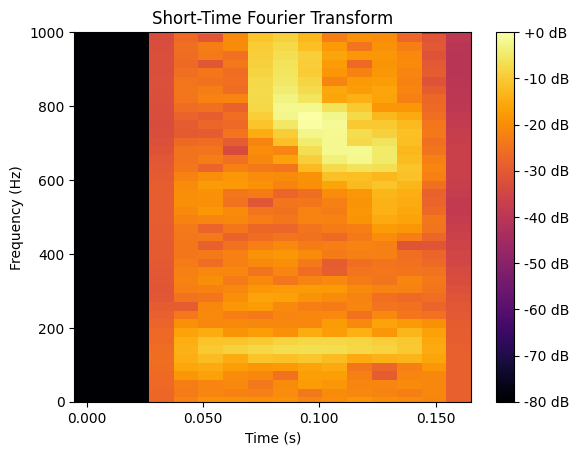 Short-Time Fourier Transform
1000
800
600
400
200
0
Frequency (Hz)
0.000
0.050
0.100
0.150
Time (s)
+0 dB
-10 dB
-20 dB
-30 dB
-40 dB
-50 dB
-60 dB
-70 dB
-80 dB